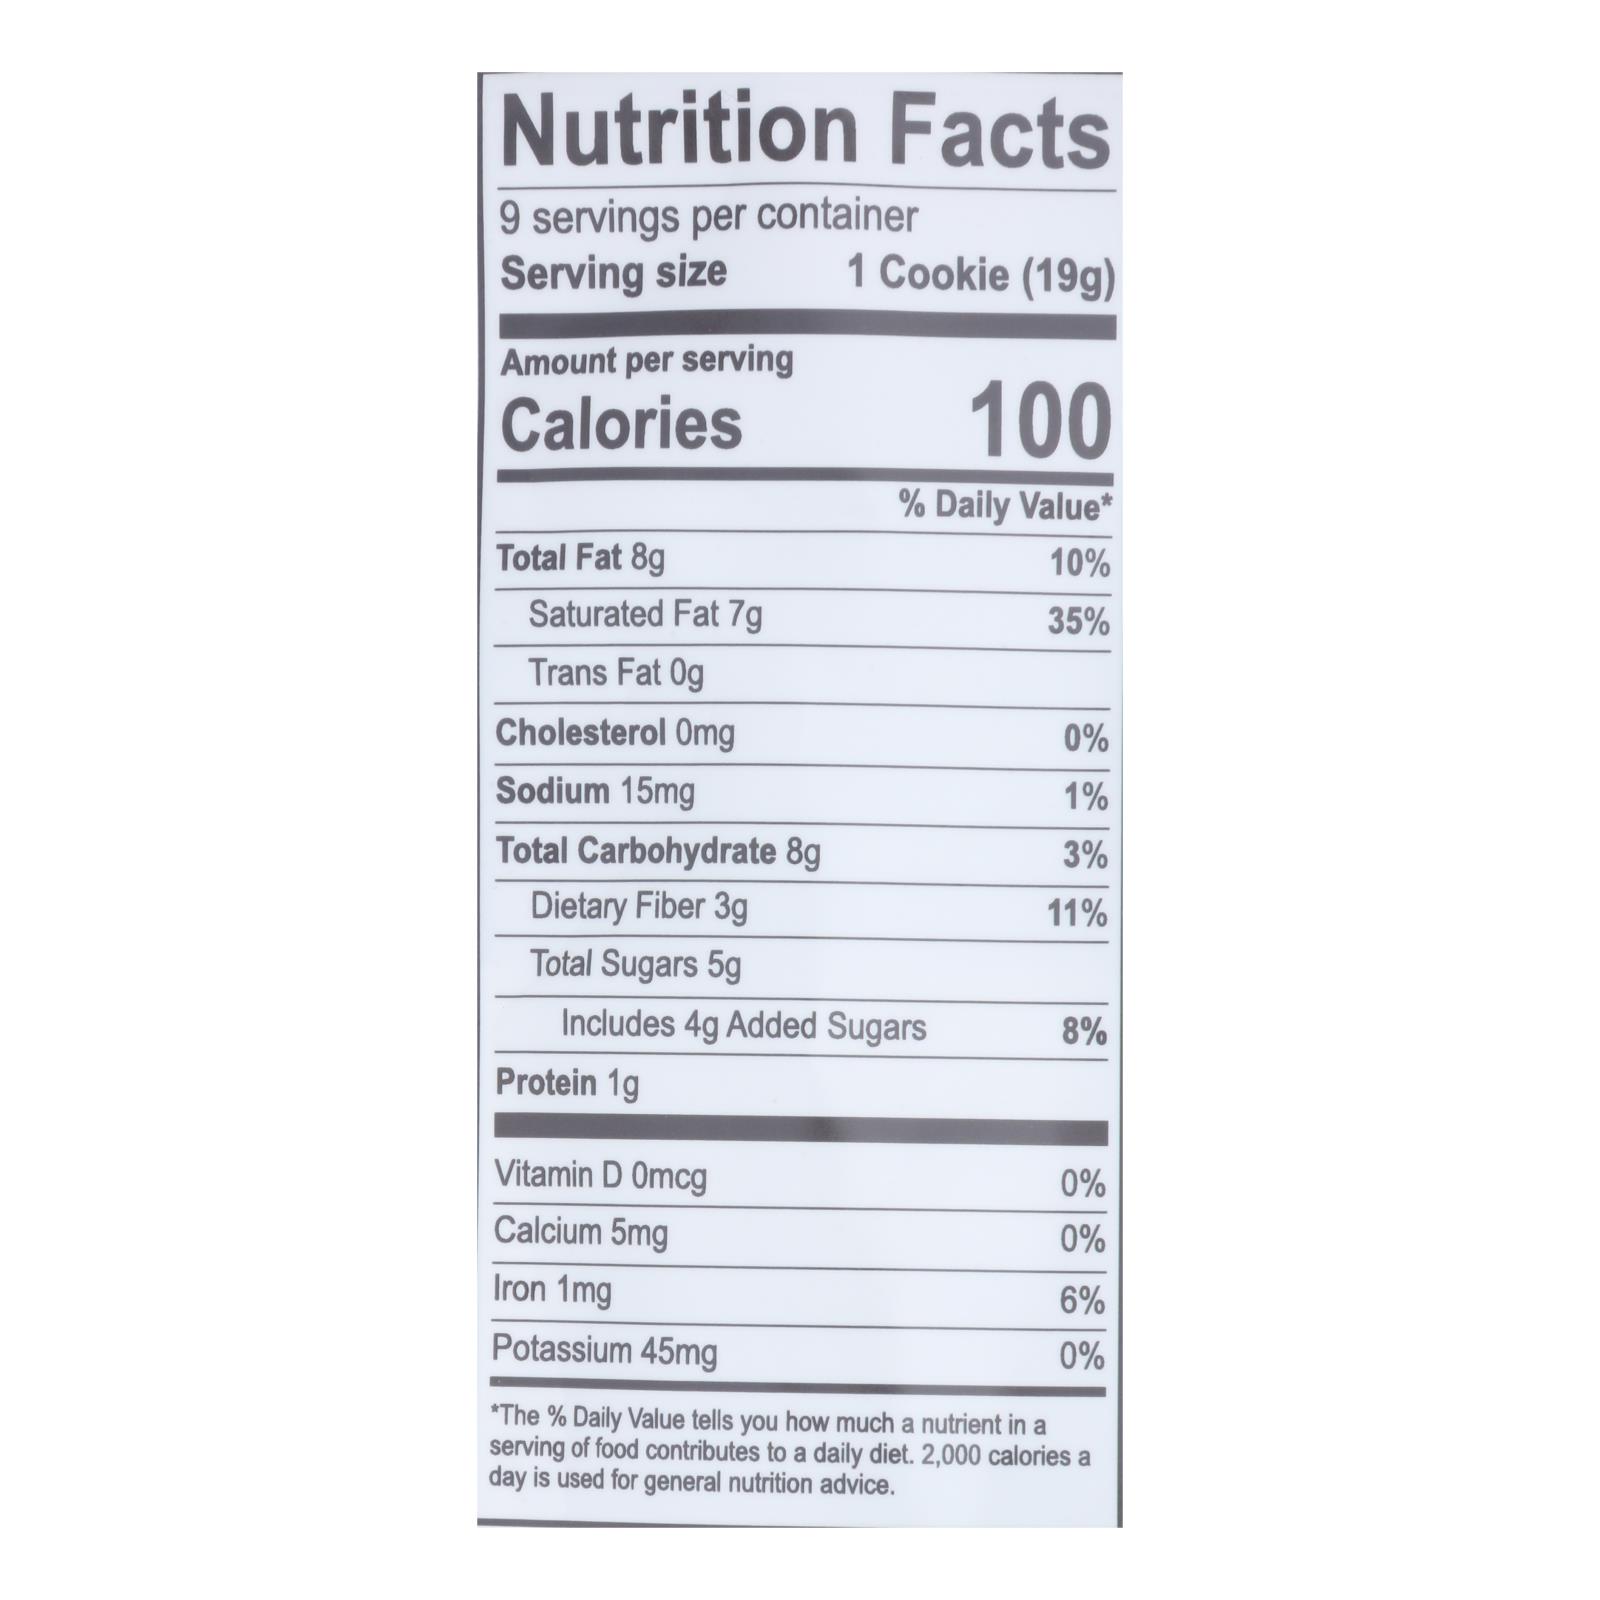 Nutrition Facts
9 servings per container
Serving size 1 Cookie (19g)
Amount per serving
Calories 100
% Daily Value*
Total Fat 8g 10%
Saturated Fat 7g 35%
Trans Fat 0g
Cholesterol 0mg 0%
Sodium 15mg 1%
Total Carbohydrate 8g 3%
Dietary Fiber 3g 11%
Total Sugars 5g
Includes 4g Added Sugars 8%
Protein 1g
Vitamin D 0mcg 0%
Calcium 5mg 0%
Iron 1mg 6%
Potassium 45mg 0%
*The % Daily Value tells you how much a nutrient in a
serving of food contributes to a daily diet. 2,000 calories a
day is used for general nutrition advice.